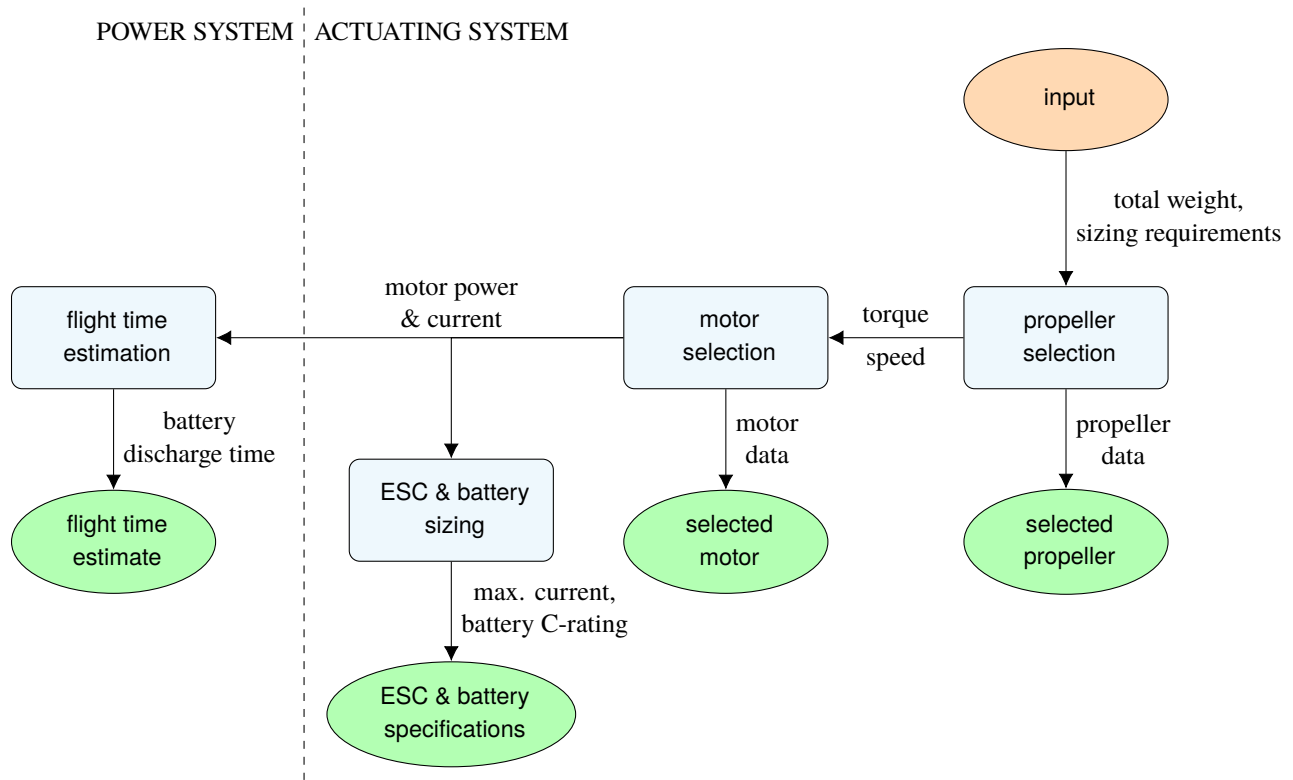 POWER SYSTEM
ACTUATING SYSTEM
input
total weight,
sizing requirements
propeller
selection
torque
speed
motor
selection
motor power
& current
flight time
estimation
battery
discharge time
flight time
estimate
ESC & battery
sizing
max. current,
battery C-rating
ESC & battery
specifications
motor
data
selected
motor
propeller
data
selected
propeller